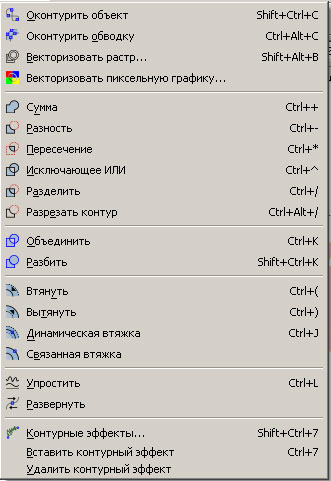 Оконтурить объект Shift+Ctrl+C
Оконтурить обводку Ctrl+Alt+C
Векторизовать растр... Shift+Alt+B
Векторизовать пиксельную графику...
Сумма Ctrl++
Разность Ctrl+-
Пересечение Ctrl+*
Исключающее ИЛИ Ctrl+^
Разделить Ctrl+/
Разрезать контур Ctrl+Alt+/
Объединить Ctrl+K
Разбить Shift+Ctrl+K
Втянуть Ctrl+(
Вытянуть Ctrl+)
Динамическая втяжка Ctrl+J
Связанная втяжка
Упростить Ctrl+L
Развернуть
Контурные эффекты... Shift+Ctrl+7
Вставить контурный эффект Ctrl+7
Удалить контурный эффект